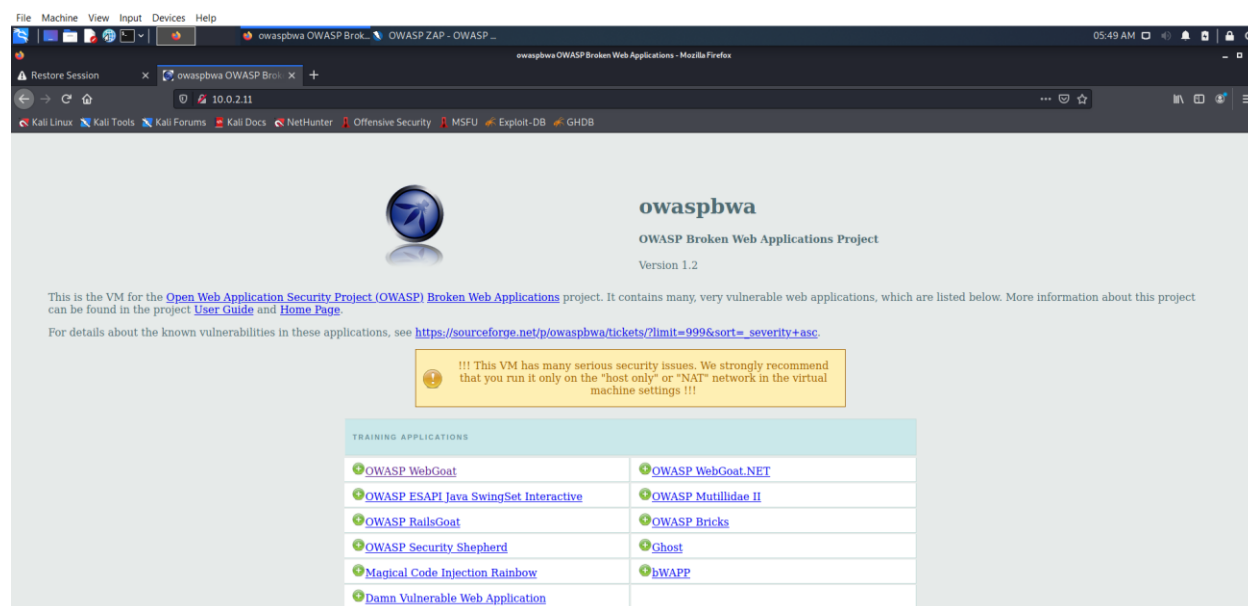 File Machine View Input Devices Help
owaspbwa OWASP Brok... OWASP ZAP - OWASP ... 05:49 AM
owaspbwa OWASP Broken Web Applications - Mozilla Firefox
Restore Session owaspbwa OWASP Brok
10.0.2.11
Kali Linux Kali Tools Kali Forums Kali Docs NetHunter Offensive Security MSFU Exploit-DB GHDB
owaspbwa
OWASP Broken Web Applications Project
Version 1.2
This is the VM for the Open Web Application Security Project (OWASP) Broken Web Applications project. It contains many, very vulnerable web applications, which are listed below. More information about this project
can be found in the project User Guide and Home Page.
For details about the known vulnerabilities in these applications, see https://sourceforge.net/p/owaspbwa/tickets/?limit=999&sort=_severity+asc.
!!! This VM has many serious security issues. We strongly recommend
that you run it only on the "host only" or "NAT" network in the virtual
machine settings !!!
TRAINING APPLICATIONS
OWASP WebGoat OWASP WebGoat.NET
OWASP ESAPI Java SwingSet Interactive OWASP Mutillidae II
OWASP RailsGoat OWASP Bricks
OWASP Security Shepherd Ghost
Magical Code Injection Rainbow bWAPP
Damn Vulnerable Web Application